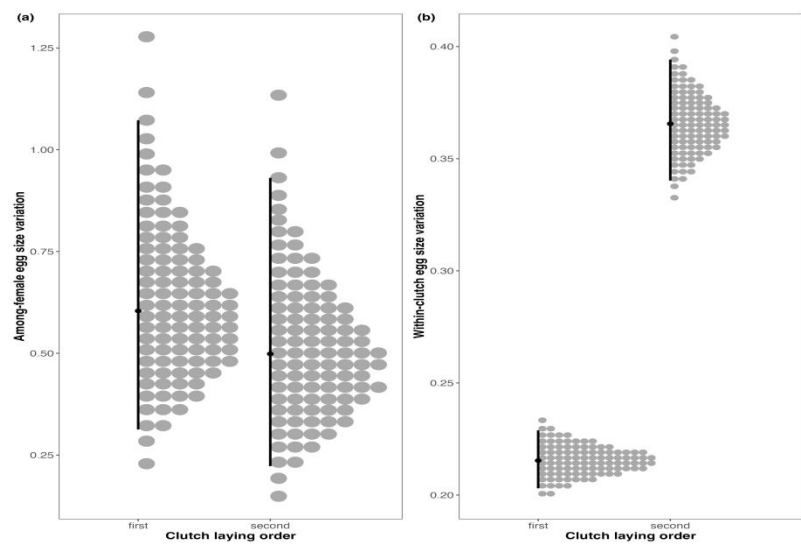 (a)
Among-female egg size variation
1.25
1.00
0.75
0.50
0.25
first second
Clutch laying order
(b)
Within-clutch egg size variation
0.40
0.35
0.30
0.25
0.20
first second
Clutch laying order